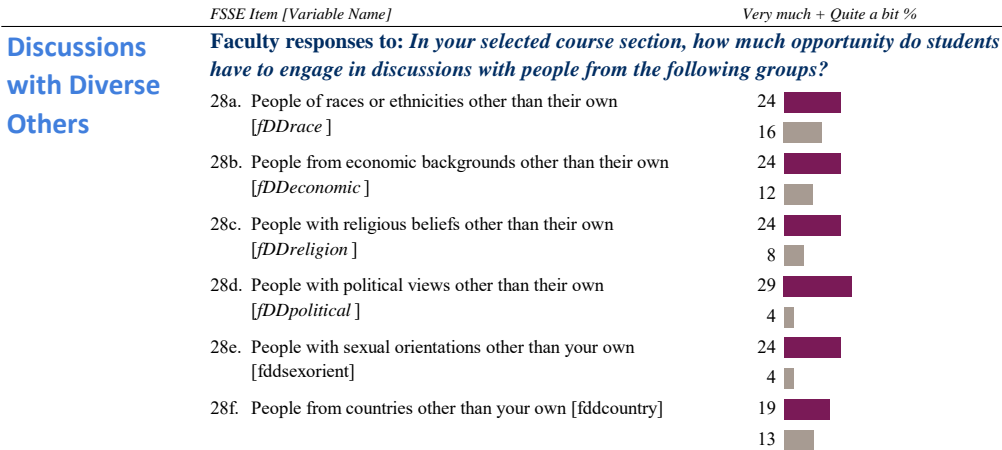 FSSE Item [Variable Name] Very much + Quite a bit %
Discussions
with Diverse
Others
Faculty responses to: In your selected course section, how much opportunity do students
have to engage in discussions with people from the following groups?
28a. People of races or ethnicities other than their own 24
[fDDrace ]
16
28b. People from economic backgrounds other than their own 24
[fDDeconomic ]
12
28c. People with religious beliefs other than their own 24
[fDDreligion ]
8
28d. People with political views other than their own 29
[fDDpolitical ]
4
28e. People with sexual orientations other than your own 24
[fddsexorient]
4
28f. People from countries other than your own [fddcountry] 19
13